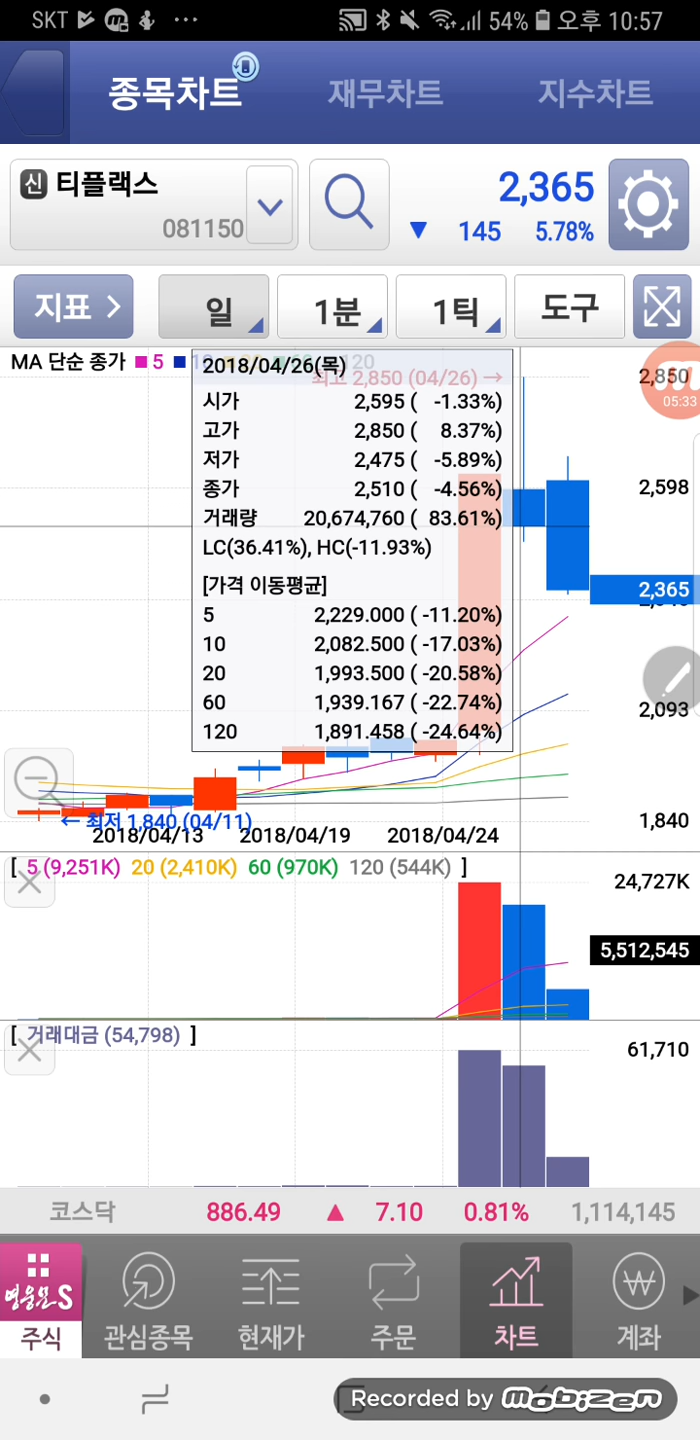 SKT ... 54% 오후 10:57
종목차트 재무차트 지수차트
신 티플랙스 2,365
081150 ▼ 145 5.78%
지표 > 일 1분 1틱 도구
MA 단순 종가 ■ 5 ■ 120
2018/04/26(목)
최고 2,850 (04/26) → 2,850
05:33
시가 2,595 ( -1.33%)
고가 2,850 ( 8.37%)
저가 2,475 ( -5.89%)
종가 2,510 ( -4.56%) 2,598
거래량 20,674,760 ( 83.61%)
LC(36.41%), HC(-11.93%)
[가격 이동평균] 2,365
5 2,229.000 ( -11.20%)
10 2,082.500 ( -17.03%)
20 1,993.500 ( -20.58%)
60 1,939.167 ( -22.74%) 2,093
120 1,891.458 ( -24.64%)
← 최저 1,840 (04/11) 1,840
2018/04/13 2018/04/19 2018/04/24
[ 5 (9,251K) 20 (2,410K) 60 (970K) 120 (544K) ] 24,727K
5,512,545
[ 거래대금 (54,798) ] 61,710
코스닥 886.49 ▲ 7.10 0.81% 1,114,145
영웅문S
주식 관심종목 현재가 주문 차트 계좌
Recorded by mobizen